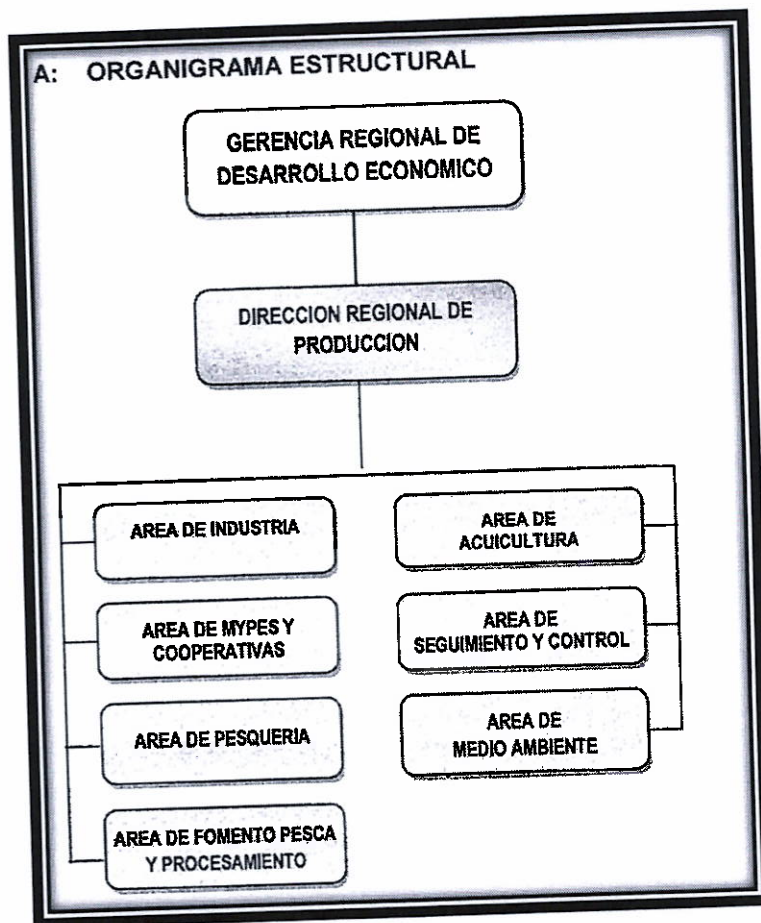 A: ORGANIGRAMA ESTRUCTURAL
GERENCIA REGIONAL DE
DESARROLLO ECONOMICO
DIRECCION REGIONAL DE
PRODUCCION
AREA DE INDUSTRIA
AREA DE MYPES Y
COOPERATIVAS
AREA DE PESQUERIA
AREA DE FOMENTO PESCA
Y PROCESAMIENTO
AREA DE
ACUICULTURA
AREA DE
SEGUIMIENTO Y CONTROL
AREA DE
MEDIO AMBIENTE